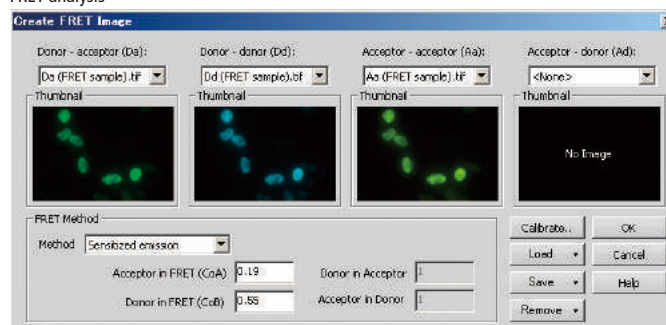 FRET analysis
Create FRET Image
Donor - acceptor (Da): Donor - donor (Dd): Acceptor - acceptor (Aa): Acceptor - donor (Ad):
Da (FRET sample).tif Dd (FRET sample).tif Aa (FRET sample).tif <None>
Thumbnail Thumbnail Thumbnail Thumbnail
No Image
FRET Method
Method Sensitized emission
Acceptor in FRET (CoA) 0.19 Donor in Acceptor 1
Donor in FRET (CoB) 0.55 Acceptor in Donor 1
Calibrate.. OK
Load Cancel
Save Help
Remove